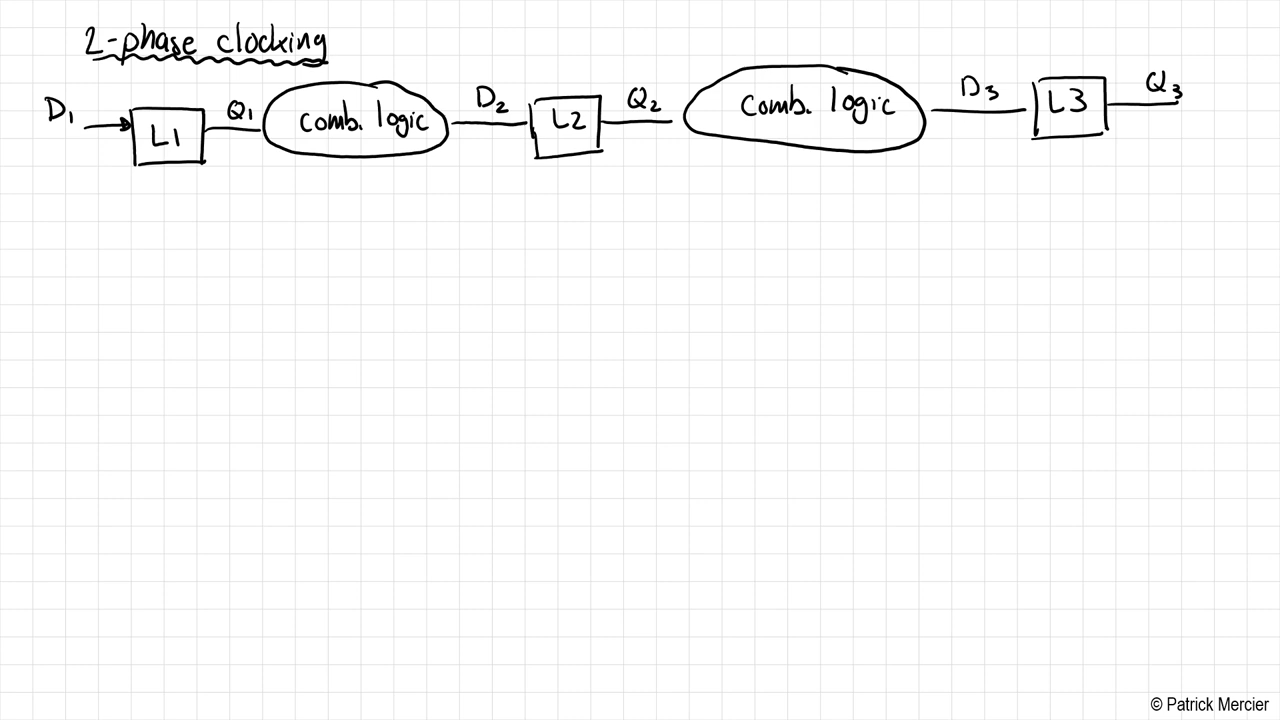 2-phase clocking
D₁ L1 Q₁ comb. logic D₂ L2 Q₂ comb. logic D₃ L3 Q₃
© Patrick Mercier